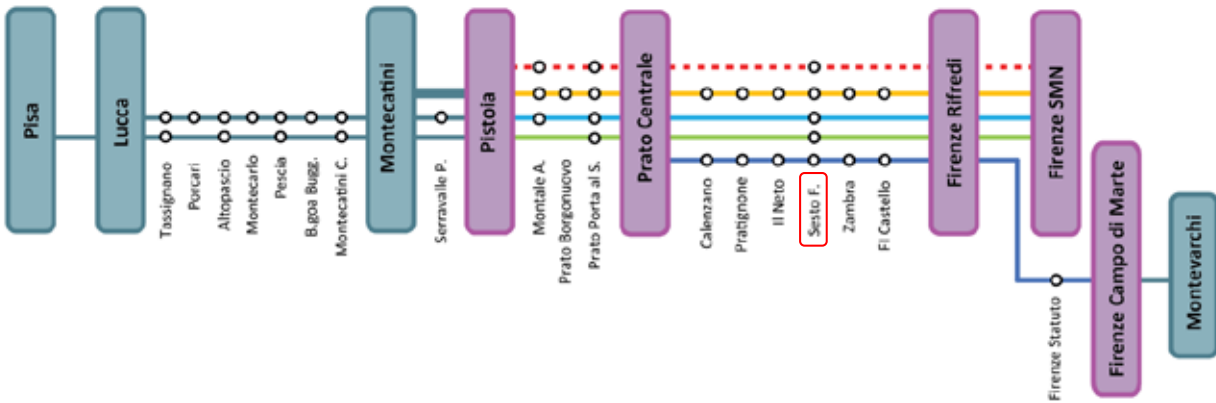 Pisa
Lucca
Tassignano
Porcari
Altopascio
Montecarlo
Pescia
B.goa Bugg.
Montecatini C.
Montecatini
Serravalle P.
Pistoia
Montale A.
Prato Borgonuovo
Prato Porta al S.
Prato Centrale
Calenzano
Pratignone
Il Neto
Sesto F.
Zambra
FI Castello
Firenze Rifredi
Firenze SMN
Firenze Statuto
Firenze Campo di Marte
Montevarchi